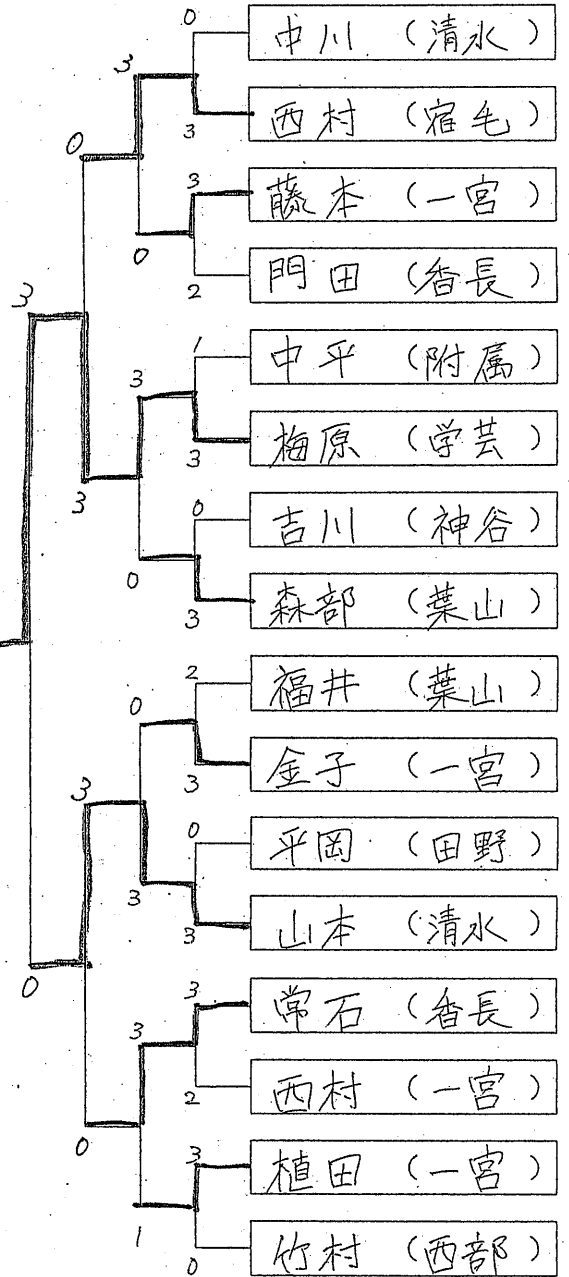 0
中川 (清水)
3
3
西村 (宿毛)
0
3
藤本 (一宮)
0
2
門田 (香長)
3
1
中平 (附属)
3
3
梅原 (学芸)
3
0
吉川 (神谷)
0
3
森部 (葉山)
2
福井 (葉山)
0
3
金子 (一宮)
3
0
平岡 (田野)
3
3
山本 (清水)
0
3
常石 (香長)
3
2
西村 (一宮)
0
3
植田 (一宮)
1
0
竹村 (西部)